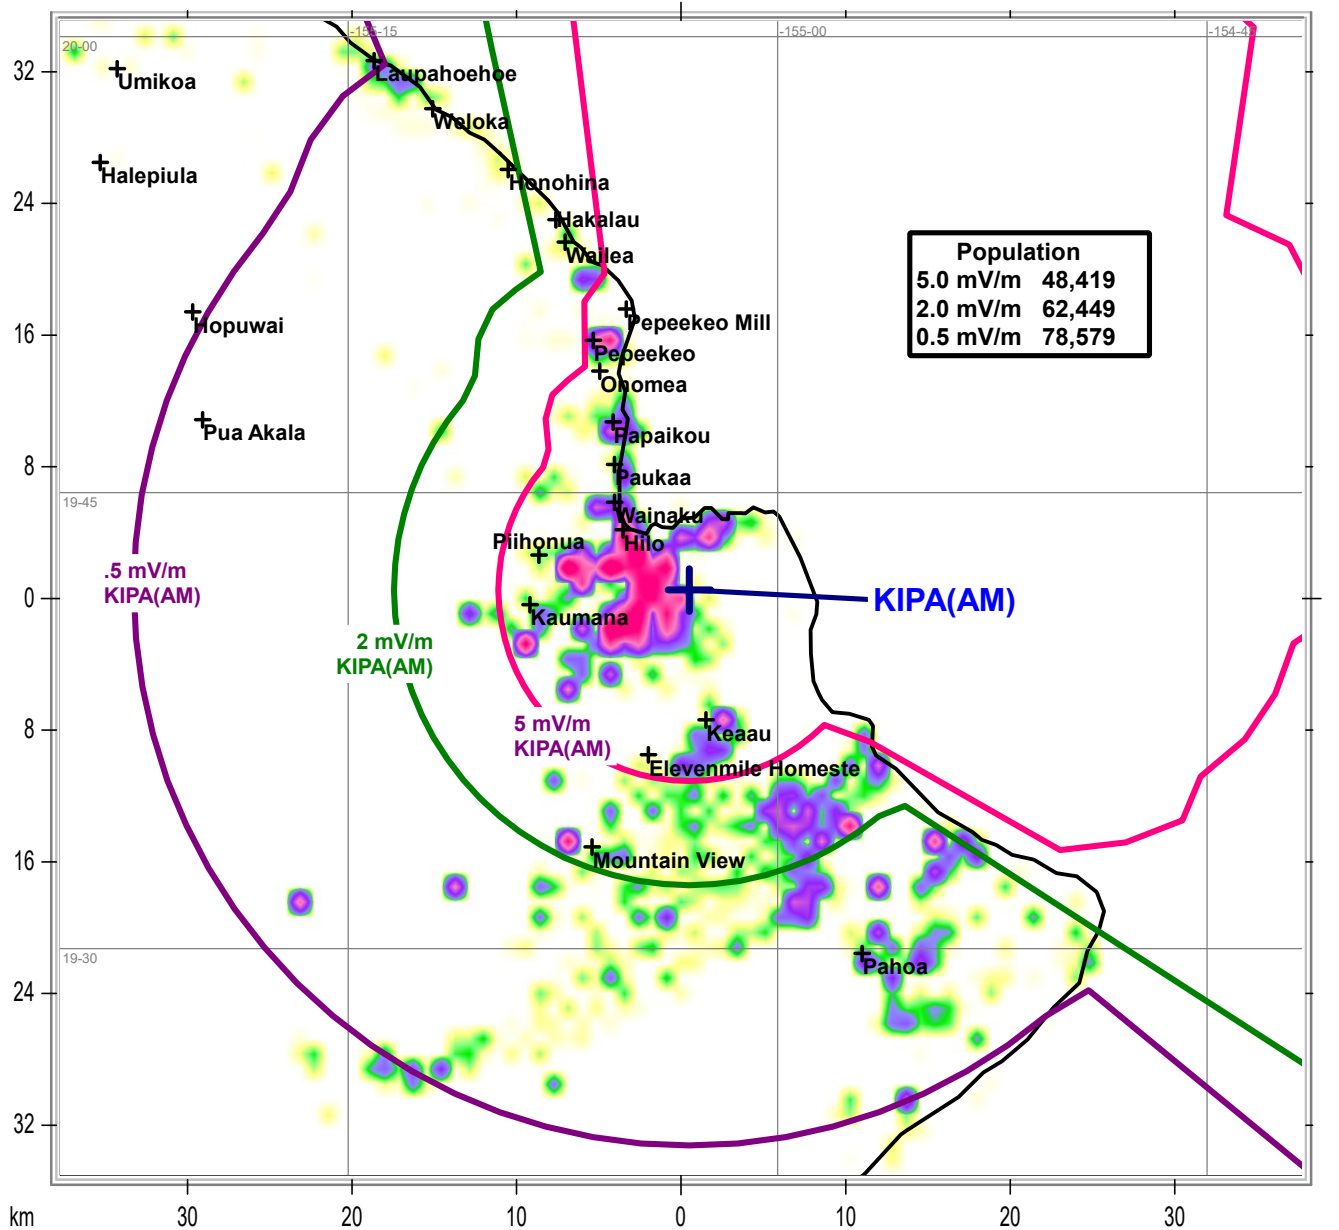 20-00
-155-15
-155-00
32
Laupahoehoe
Umikoa
Weloka
Halepiula
Honohina
24
Hakalau
Wailea
Population
5.0 mV/m 48,419
2.0 mV/m 62,449
0.5 mV/m 78,579
Hopuwai
Pepeekeo Mill
16
Pepeekeo
Onomea
Pua Akala
Papaikou
8
Paukaa
19-45
Wainaku
Piihonua
Hilo
.5 mV/m
KIPA(AM)
0
KIPA(AM)
Kaumana
2 mV/m
KIPA(AM)
5 mV/m
KIPA(AM)
8
Keaau
Elevenmile Homeste
16
Mountain View
19-30
Pahoa
24
32
km
30
20
10
0
10
20
30